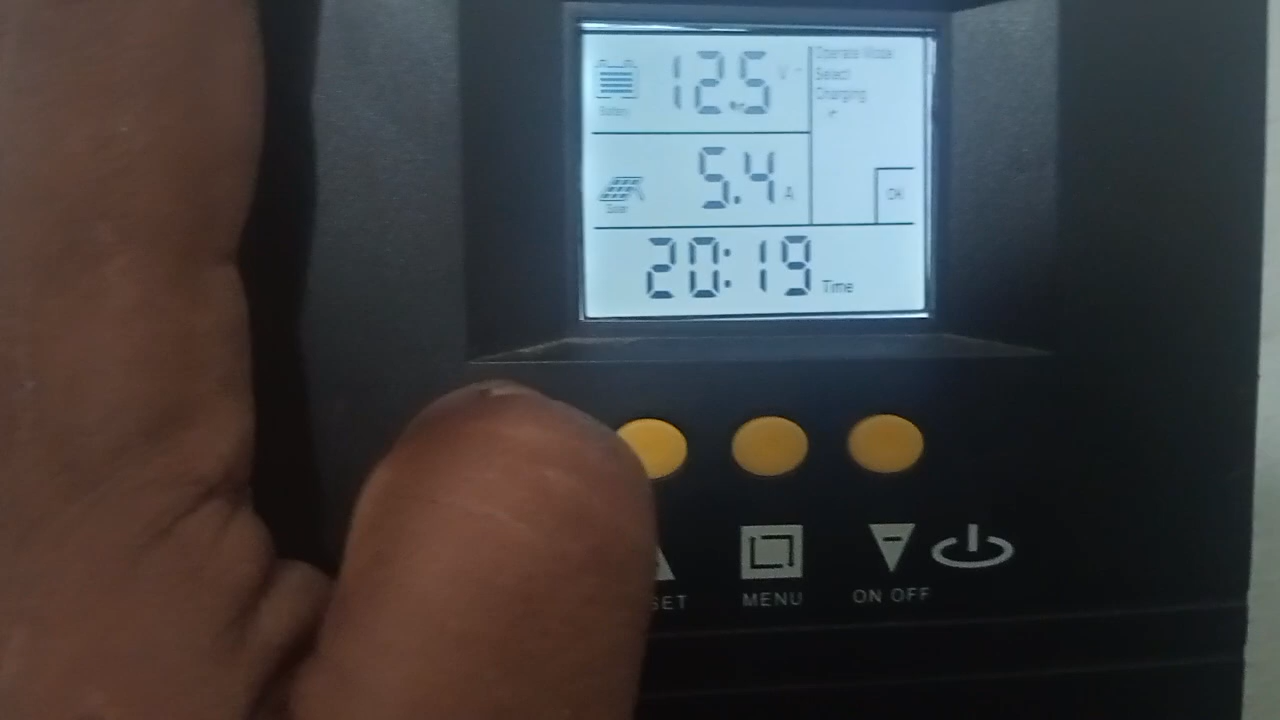 Operate Mode
Select
Charging
12.5 V
Battery
5.4 A
Solar
OK
20:19 Time
SET
MENU
ON OFF